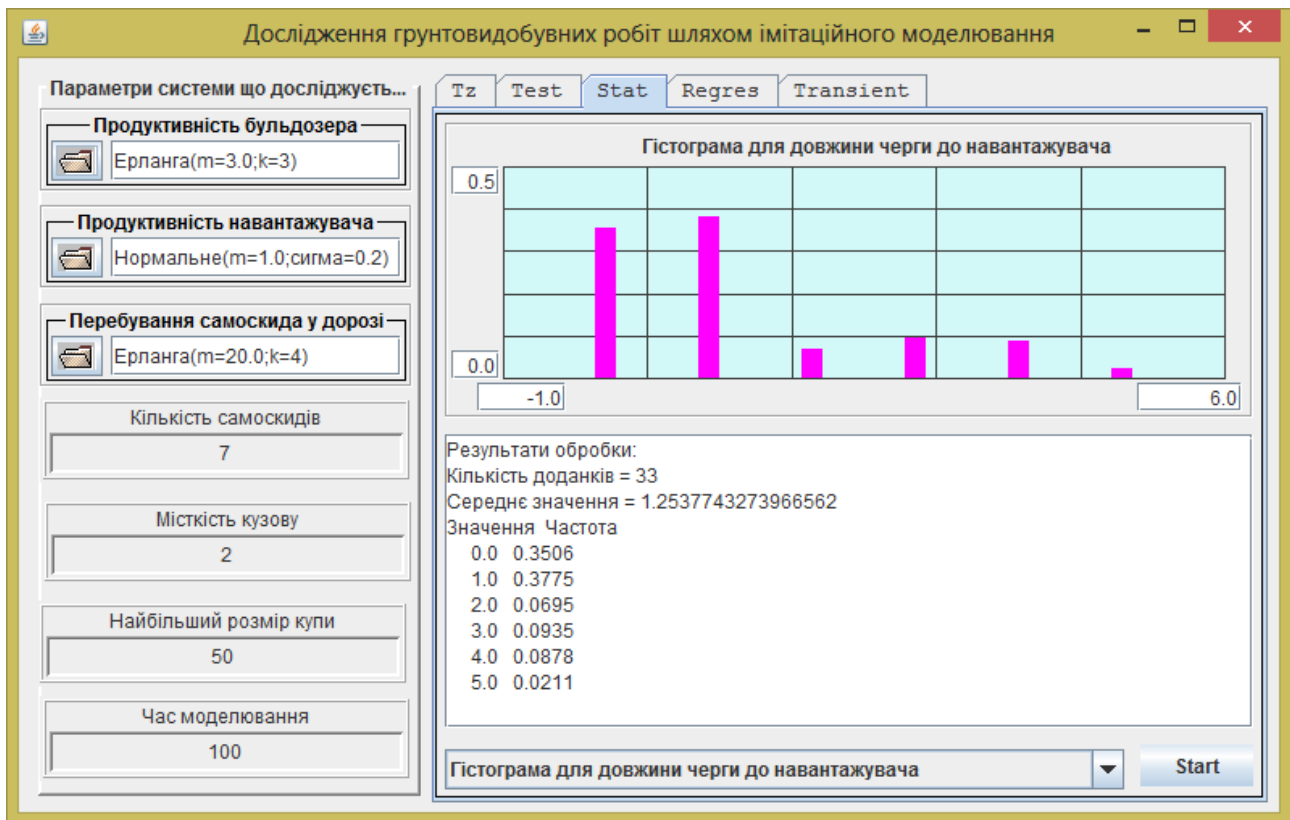 Дослідження грунтовидобувних робіт шляхом імітаційного моделювання
Параметри системи що досліджуєть...
Продуктивність бульдозера
Ерланга(m=3.0;k=3)
Продуктивність навантажувача
Нормальне(m=1.0;сигма=0.2)
Перебування самоскида у дорозі
Ерланга(m=20.0;k=4)
Кількість самоскидів
7
Місткість кузову
2
Найбільший розмір купи
50
Час моделювання
100
Tz Test Stat Regres Transient
Гістограма для довжини черги до навантажувача
0.5
0.0
-1.0 6.0
Результати обробки:
Кількість доданків = 33
Середнє значення = 1.2537743273966562
Значення Частота
0.0 0.3506
1.0 0.3775
2.0 0.0695
3.0 0.0935
4.0 0.0878
5.0 0.0211
Гістограма для довжини черги до навантажувача
Start